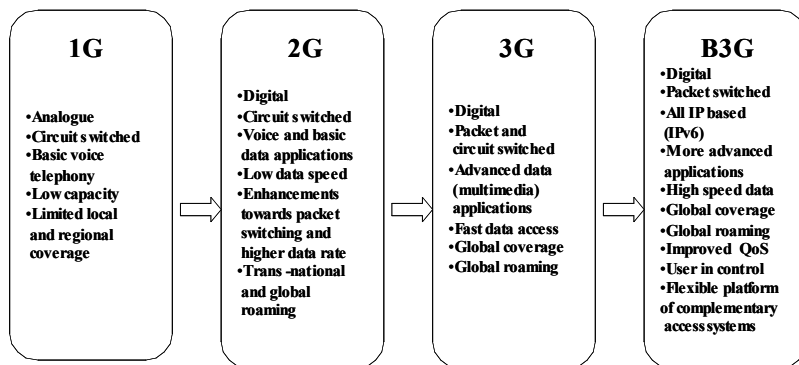 1G
•Analogue
•Circuit switched
•Basic voice
telephony
•Low capacity
•Limited local
and regional
coverage
2G
•Digital
•Circuit switched
•Voice and basic
data applications
•Low data speed
•Enhancements
towards packet
switching and
higher data rate
•Trans -national
and global
roaming
3G
•Digital
•Packet and
circuit switched
•Advanced data
(multimedia)
applications
•Fast data access
•Global coverage
•Global roaming
B3G
•Digital
•Packet switched
•All IP based
(IPv6)
•More advanced
applications
•High speed data
•Global coverage
•Global roaming
•Improved QoS
•User in control
•Flexible platform
of complementary
access systems